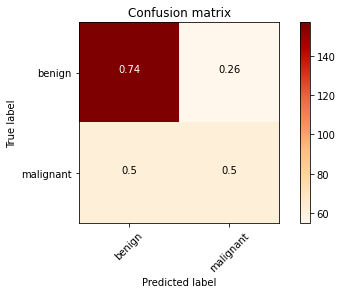 Confusion matrix
True label
benign
malignant
0.74
0.26
0.5
0.5
benign
malignant
Predicted label
140
120
100
80
60